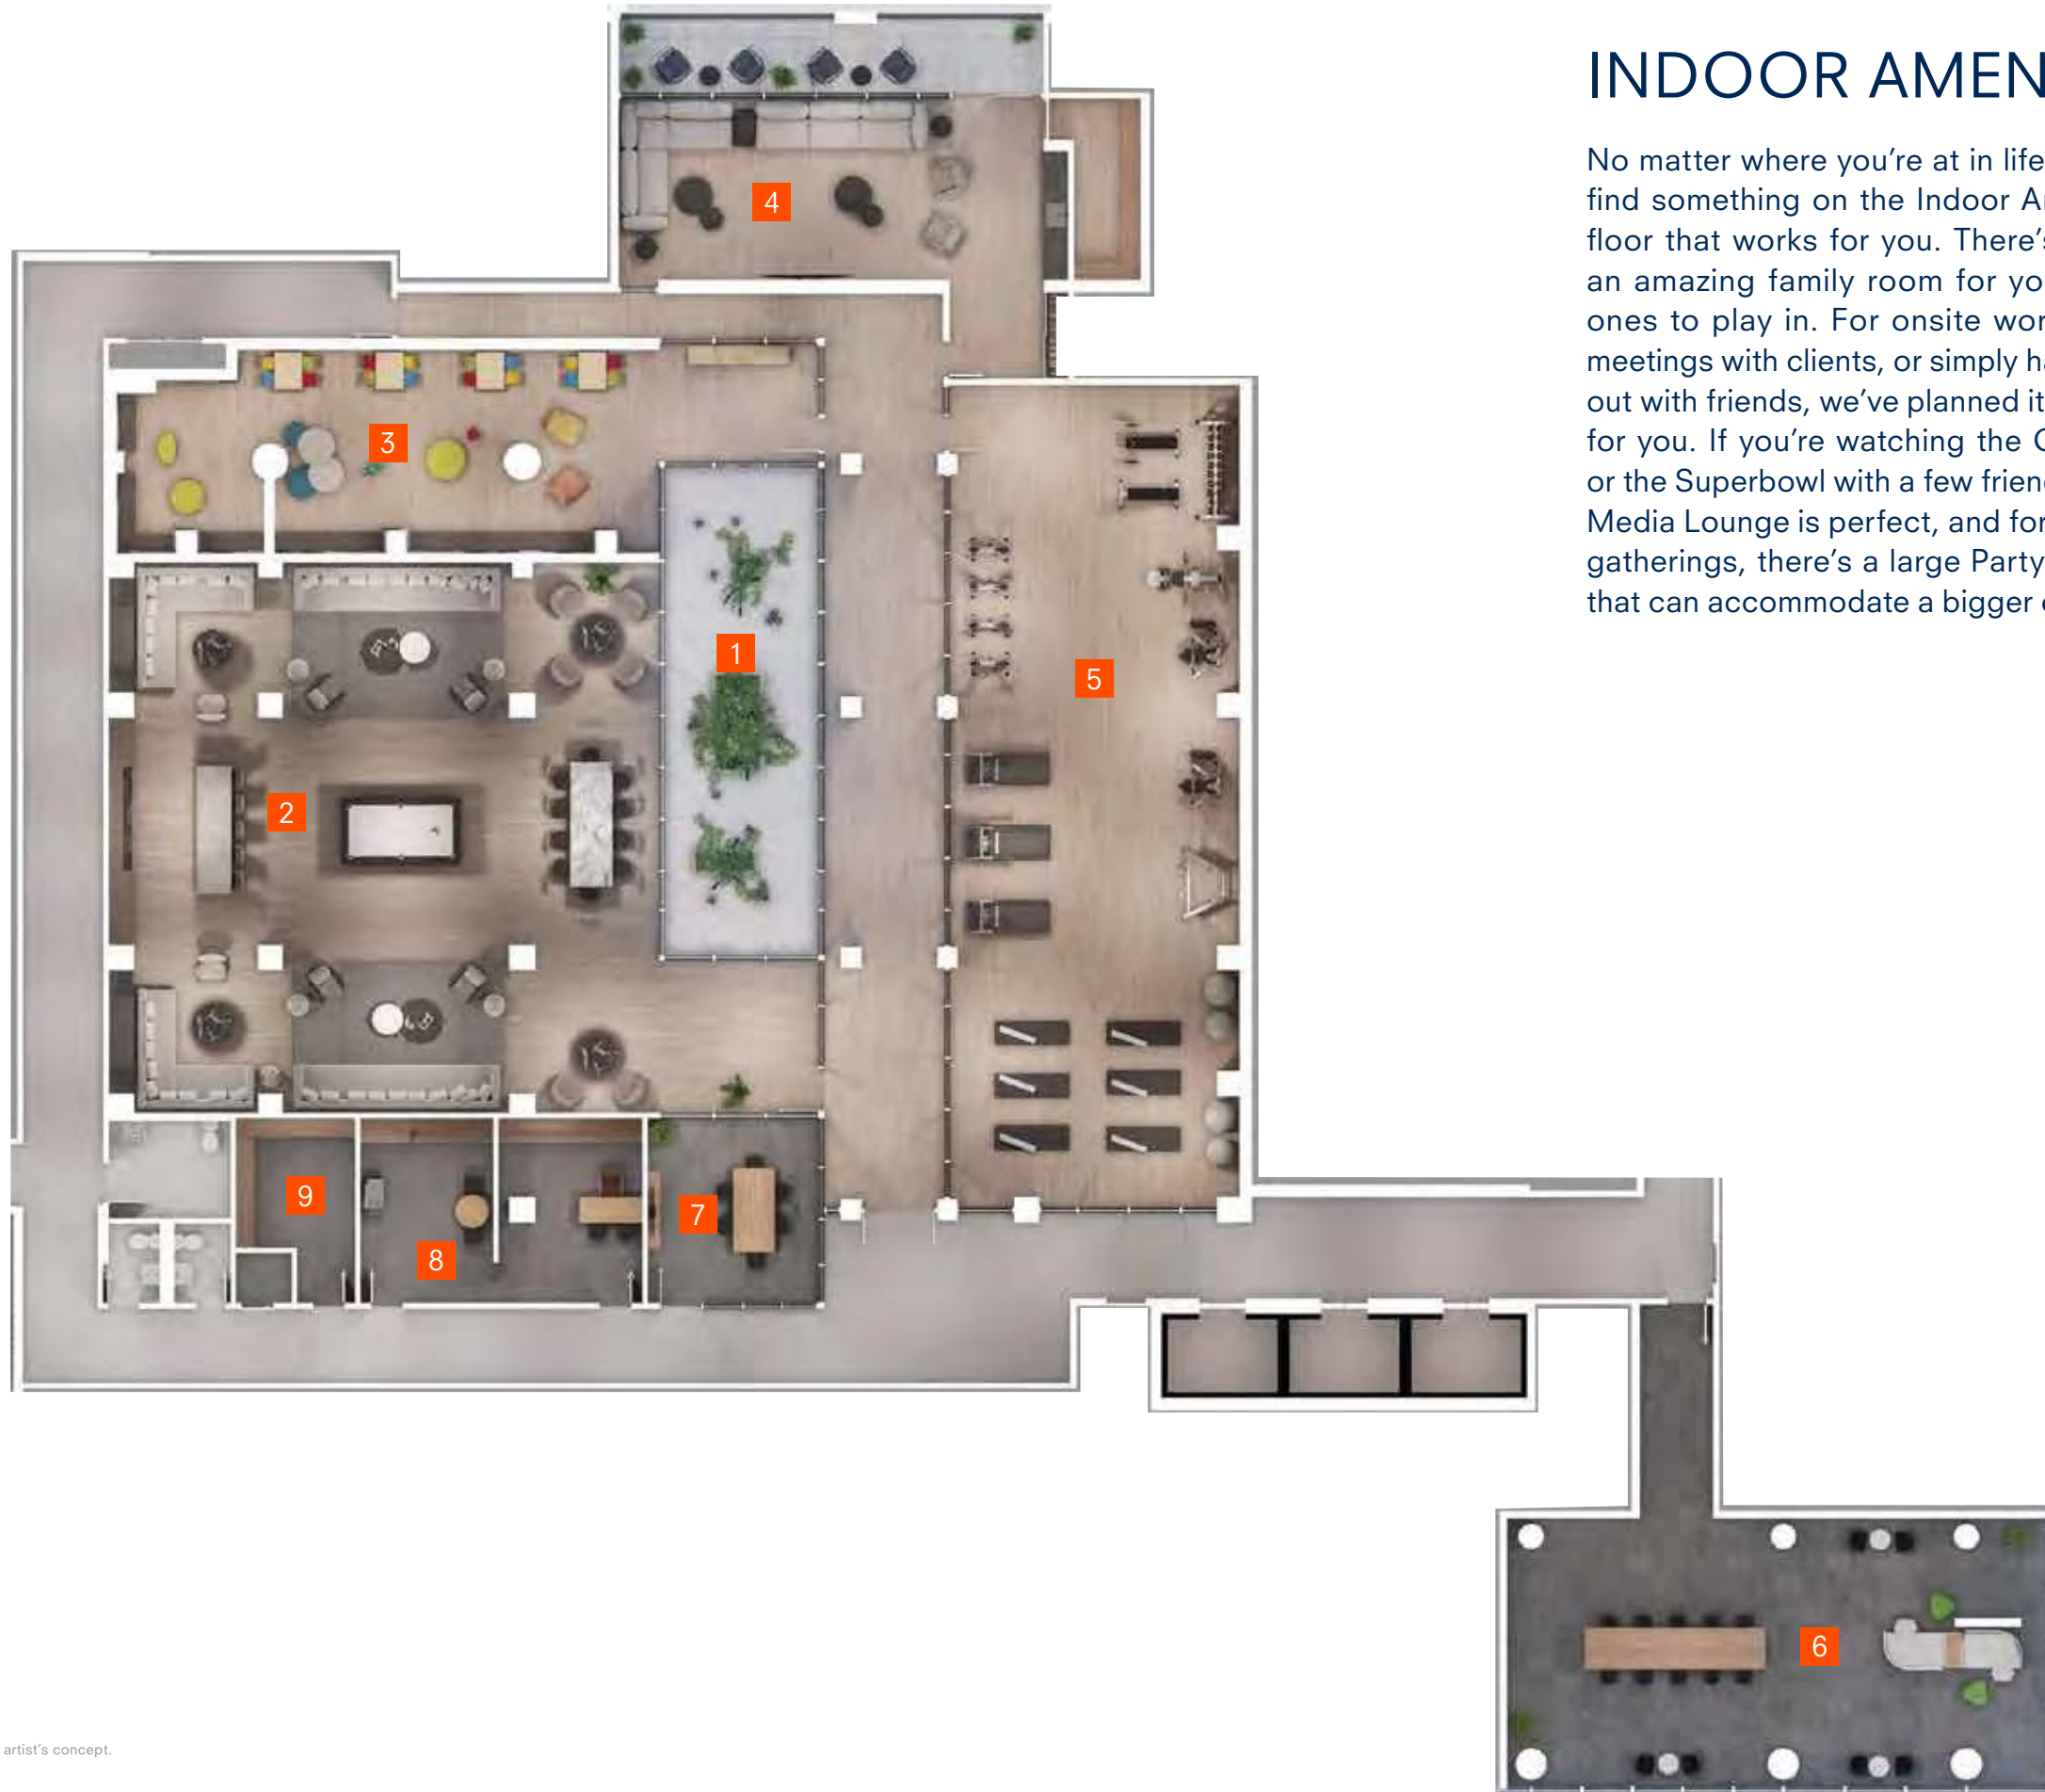 INDOOR AMEN
No matter where you’re at in life
find something on the Indoor
floor that works for you. There’s
an amazing family room for
ones to play in. For onsite
meetings with clients, or simply
out with friends, we’ve planned it
for you. If you’re watching the
or the Superbowl with a few
Media Lounge is perfect, and for
gatherings, there’s a large Party
that can accommodate a bigger
4
3
1
5
2
9
7
8
6
artist’s concept.